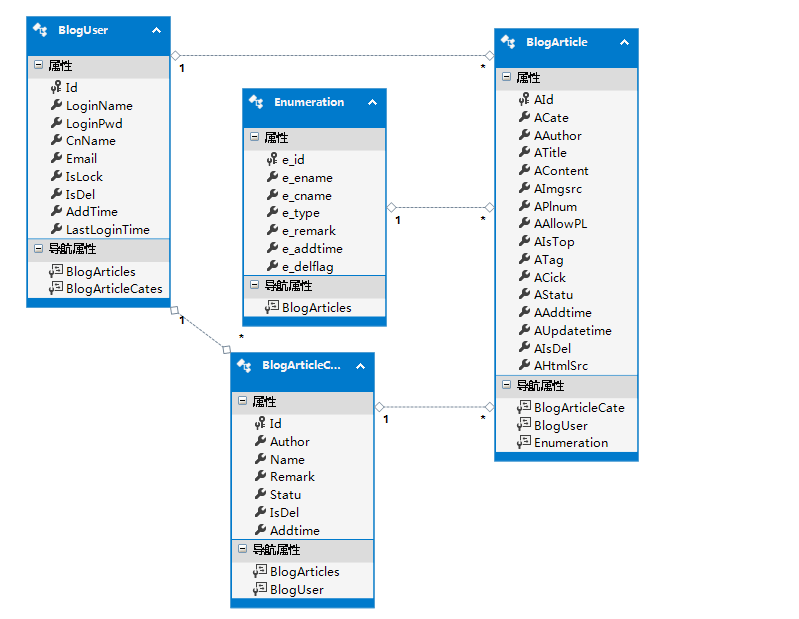 BlogUser
属性
Id
LoginName
LoginPwd
CnName
Email
IsLock
IsDel
AddTime
LastLoginTime
导航属性
BlogArticles
BlogArticleCates
1
*
1
*
Enumeration
属性
e_id
e_ename
e_cname
e_type
e_remark
e_addtime
e_delflag
导航属性
BlogArticles
1
*
BlogArticleC...
属性
Id
Author
Name
Remark
Statu
IsDel
Addtime
导航属性
BlogArticles
BlogUser
1
*
BlogArticle
属性
AId
ACate
AAuthor
ATitle
AContent
AImgsrc
APlnum
AAllowPL
AIsTop
ATag
ACick
AStatu
AAddtime
AUpdatetime
AIsDel
AHtmlSrc
导航属性
BlogArticleCate
BlogUser
Enumeration